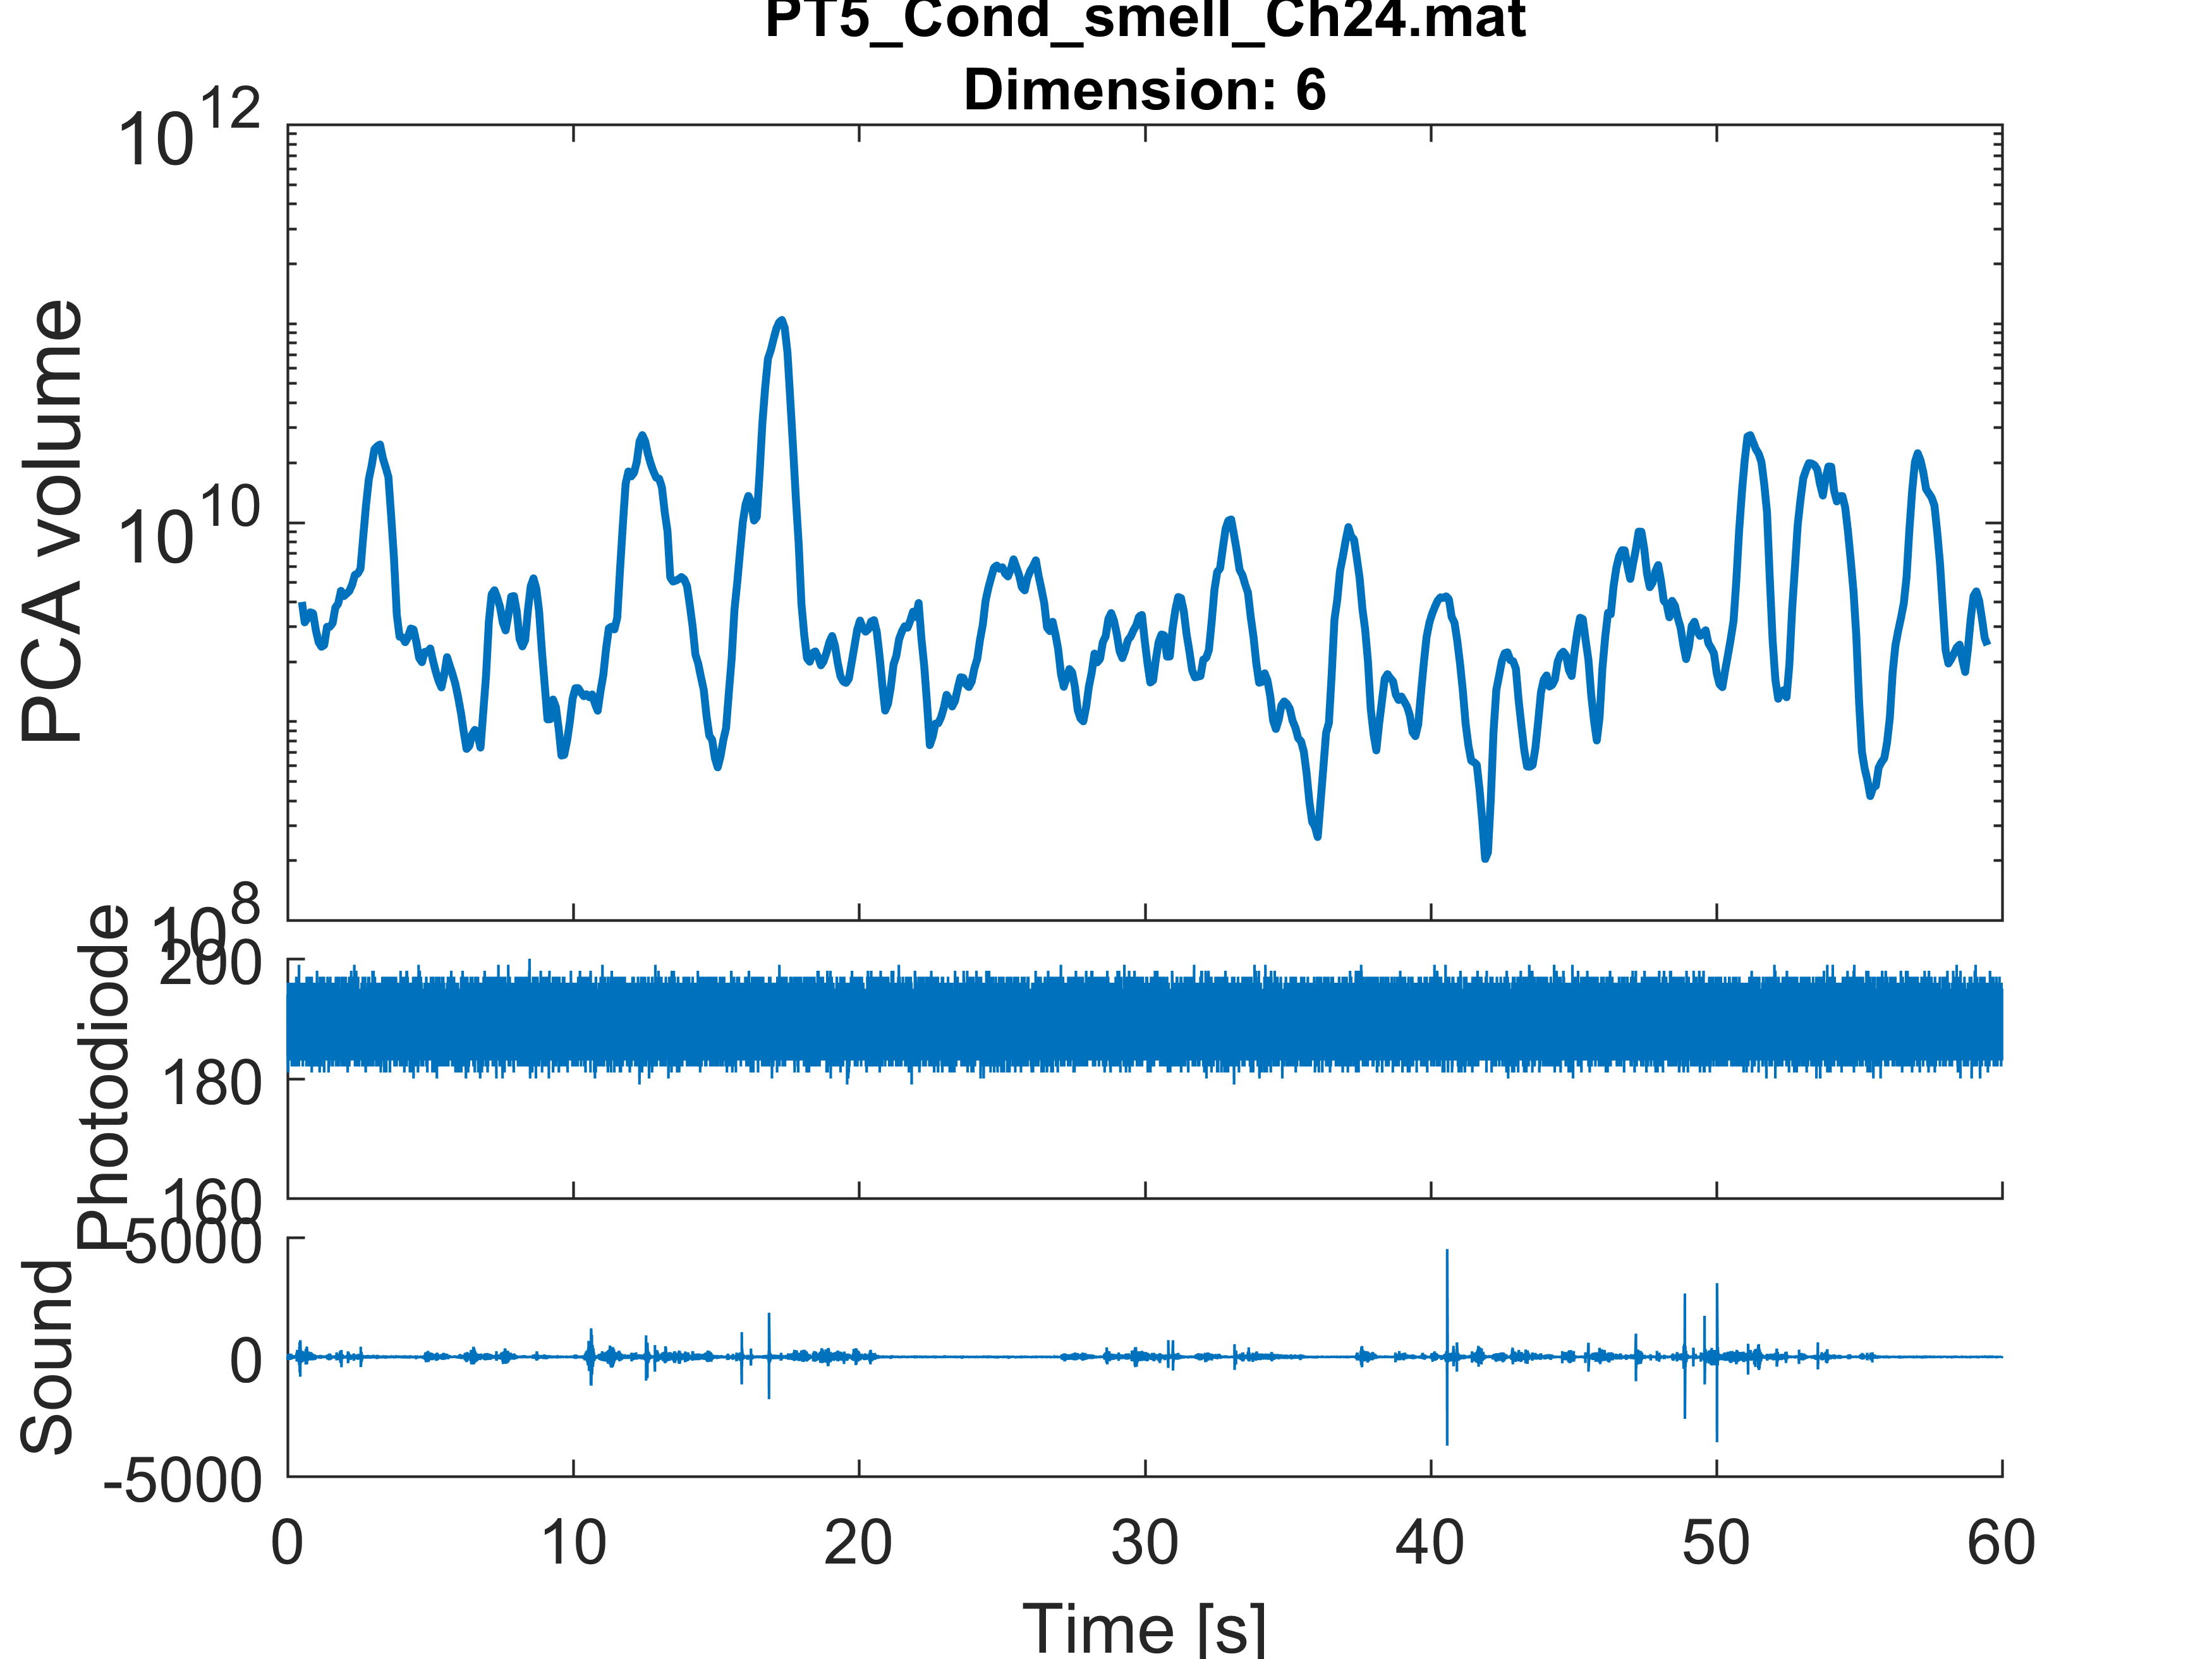 PT5_Cond_smell_Ch24.mat
Dimension: 6
PCA volume
10^12
10^10
10^8
Photodiode
200
180
160
Sound
5000
0
-5000
0 10 20 30 40 50 60
Time [s]